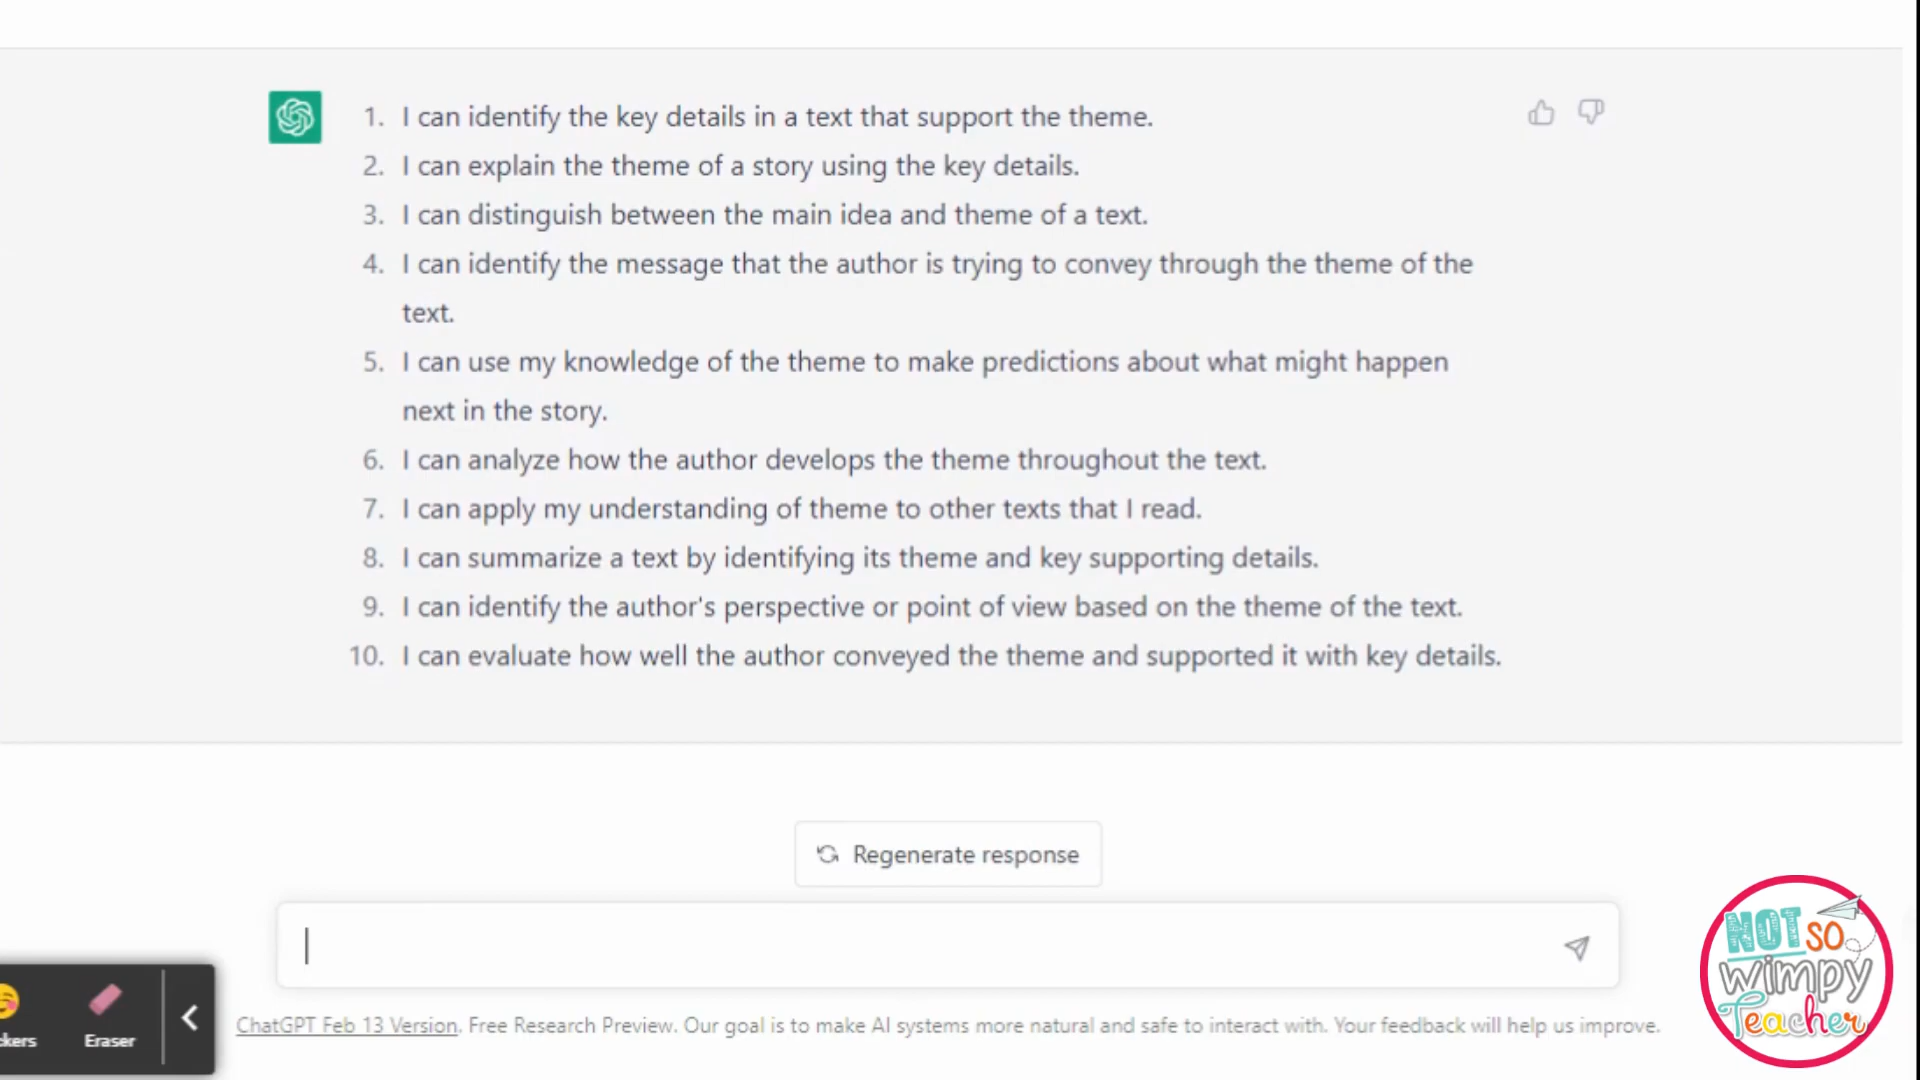 1. I can identify the key details in a text that support the theme.
2. I can explain the theme of a story using the key details.
3. I can distinguish between the main idea and theme of a text.
4. I can identify the message that the author is trying to convey through the theme of the
text.
5. I can use my knowledge of the theme to make predictions about what might happen
next in the story.
6. I can analyze how the author develops the theme throughout the text.
7. I can apply my understanding of theme to other texts that I read.
8. I can summarize a text by identifying its theme and key supporting details.
9. I can identify the author's perspective or point of view based on the theme of the text.
10. I can evaluate how well the author conveyed the theme and supported it with key details.
Regenerate response
kers
Eraser
ChatGPT Feb 13 Version. Free Research Preview. Our goal is to make AI systems more natural and safe to interact with. Your feedback will help us improve.
NOT SO
wimpy
Teacher